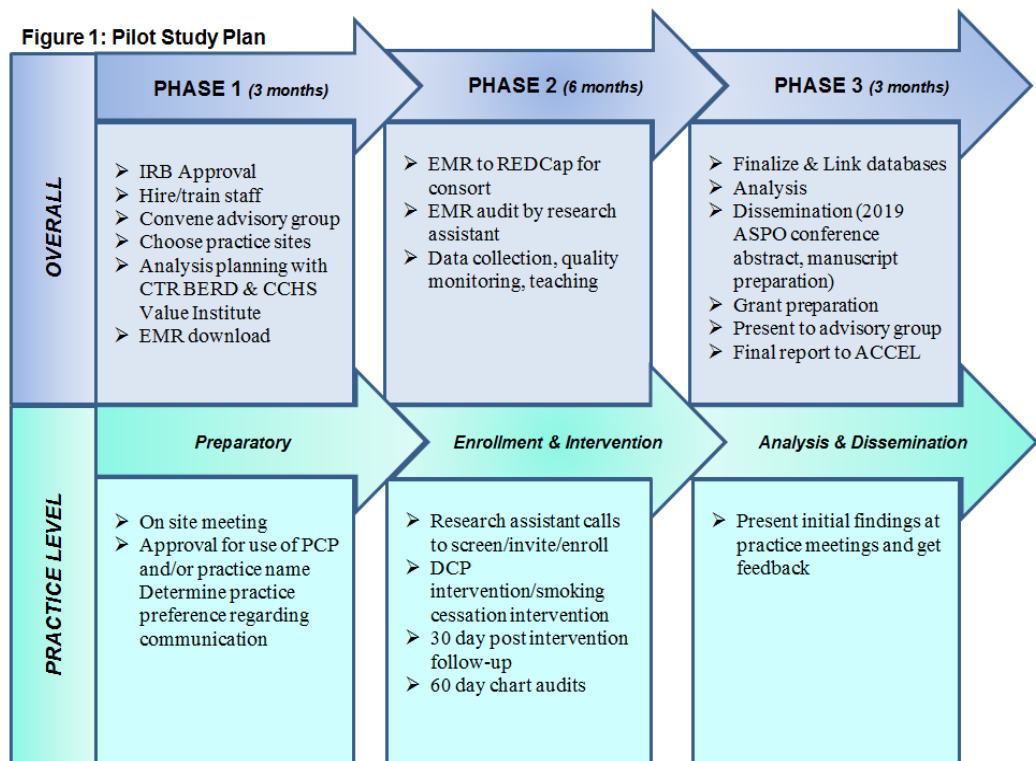 Figure 1: Pilot Study Plan
OVERALL
PHASE 1 (3 months)
➢ IRB Approval
➢ Hire/train staff
➢ Convene advisory group
➢ Choose practice sites
➢ Analysis planning with
CTR BERD & CCHS
Value Institute
➢ EMR download
PHASE 2 (6 months)
➢ EMR to REDCap for
consort
➢ EMR audit by research
assistant
➢ Data collection, quality
monitoring, teaching
PHASE 3 (3 months)
➢ Finalize & Link databases
➢ Analysis
➢ Dissemination (2019
ASPO conference
abstract, manuscript
preparation)
➢ Grant preparation
➢ Present to advisory group
➢ Final report to ACCEL
PRACTICE LEVEL
Preparatory
➢ On site meeting
➢ Approval for use of PCP
and/or practice name
Determine practice
preference regarding
communication
Enrollment & Intervention
➢ Research assistant calls
to screen/invite/enroll
➢ DCP
intervention/smoking
cessation intervention
➢ 30 day post intervention
follow-up
➢ 60 day chart audits
Analysis & Dissemination
➢ Present initial findings at
practice meetings and get
feedback